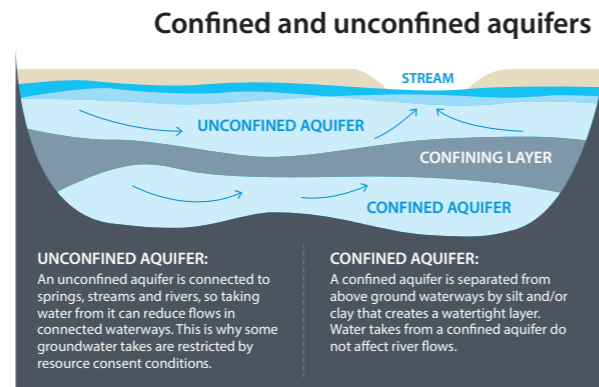 Confined and unconfined aquifers
STREAM
UNCONFINED AQUIFER
CONFINING LAYER
CONFINED AQUIFER
UNCONFINED AQUIFER:
An unconfined aquifer is connected to
springs, streams and rivers, so taking
water from it can reduce flows in
connected waterways. This is why some
groundwater takes are restricted by
resource consent conditions.
CONFINED AQUIFER:
A confined aquifer is separated from
above ground waterways by silt and/or
clay that creates a watertight layer.
Water takes from a confined aquifer do
not affect river flows.